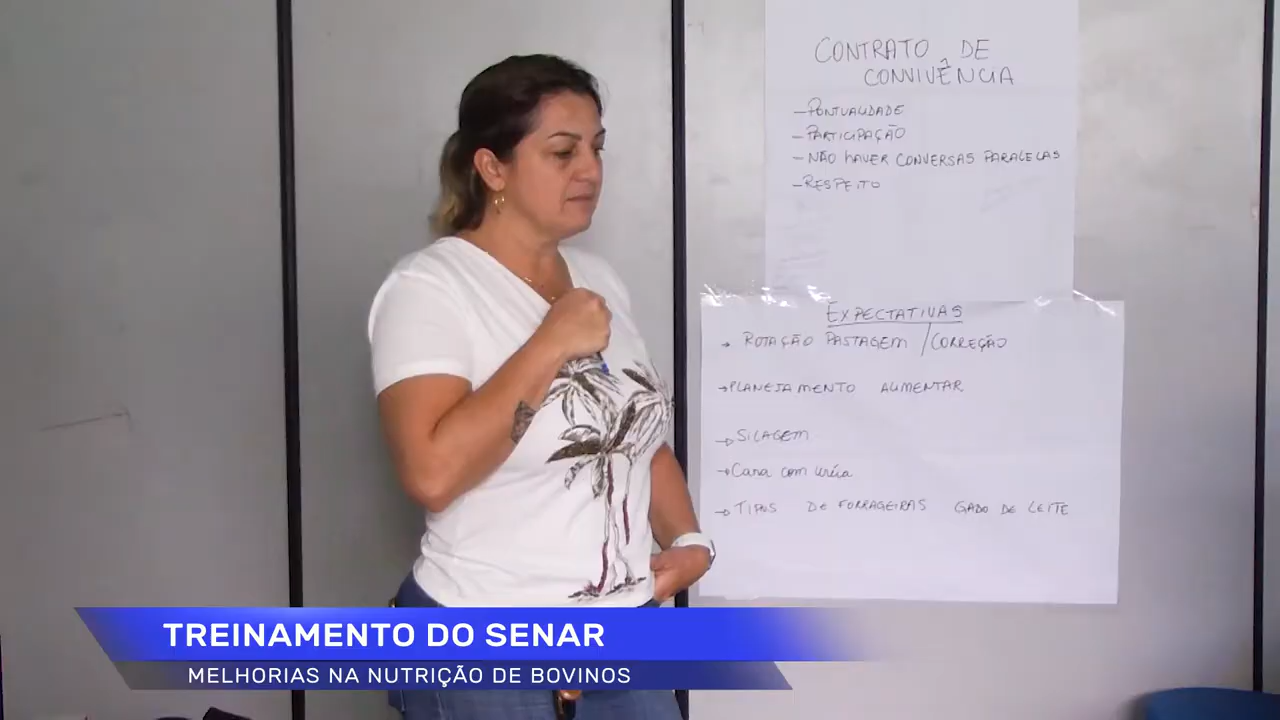 CONTRATO DE
CONVIVÊNCIA
- PONTUALIDADE
- PARTICIPAÇÃO
- NÃO HAVER CONVERSAS PARALELAS
- RESPEITO
EXPECTATIVAS
→ ROTAÇÃO PASTAGEM / CORREÇÃO
→ PLANEJAMENTO AUMENTAR
→ SILAGEM
→ Cana com uréia
→ TIPOS DE FORRAGEIRAS GADO DE LEITE
TREINAMENTO DO SENAR
MELHORIAS NA NUTRIÇÃO DE BOVINOS